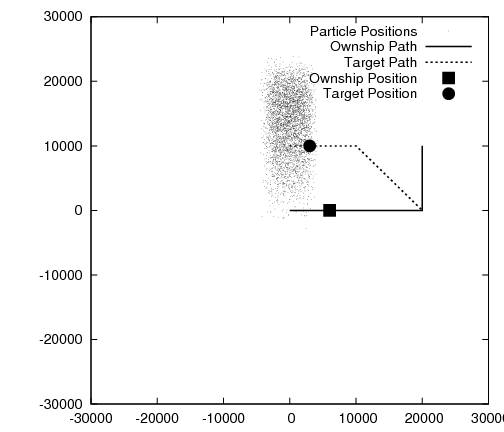 30000
20000
10000
0
-10000
-20000
-30000
-30000 -20000 -10000 0 10000 20000 3000
Particle Positions
Ownship Path
Target Path
Ownship Position
Target Position